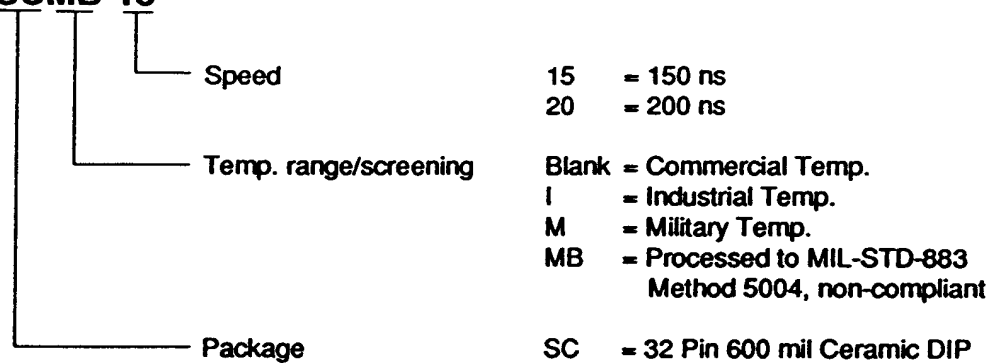 Speed 15 = 150 ns
20 = 200 ns
Temp. range/screening Blank = Commercial Temp.
I = Industrial Temp.
M = Military Temp.
MB = Processed to MIL-STD-883
Method 5004, non-compliant
Package SC = 32 Pin 600 mil Ceramic DIP